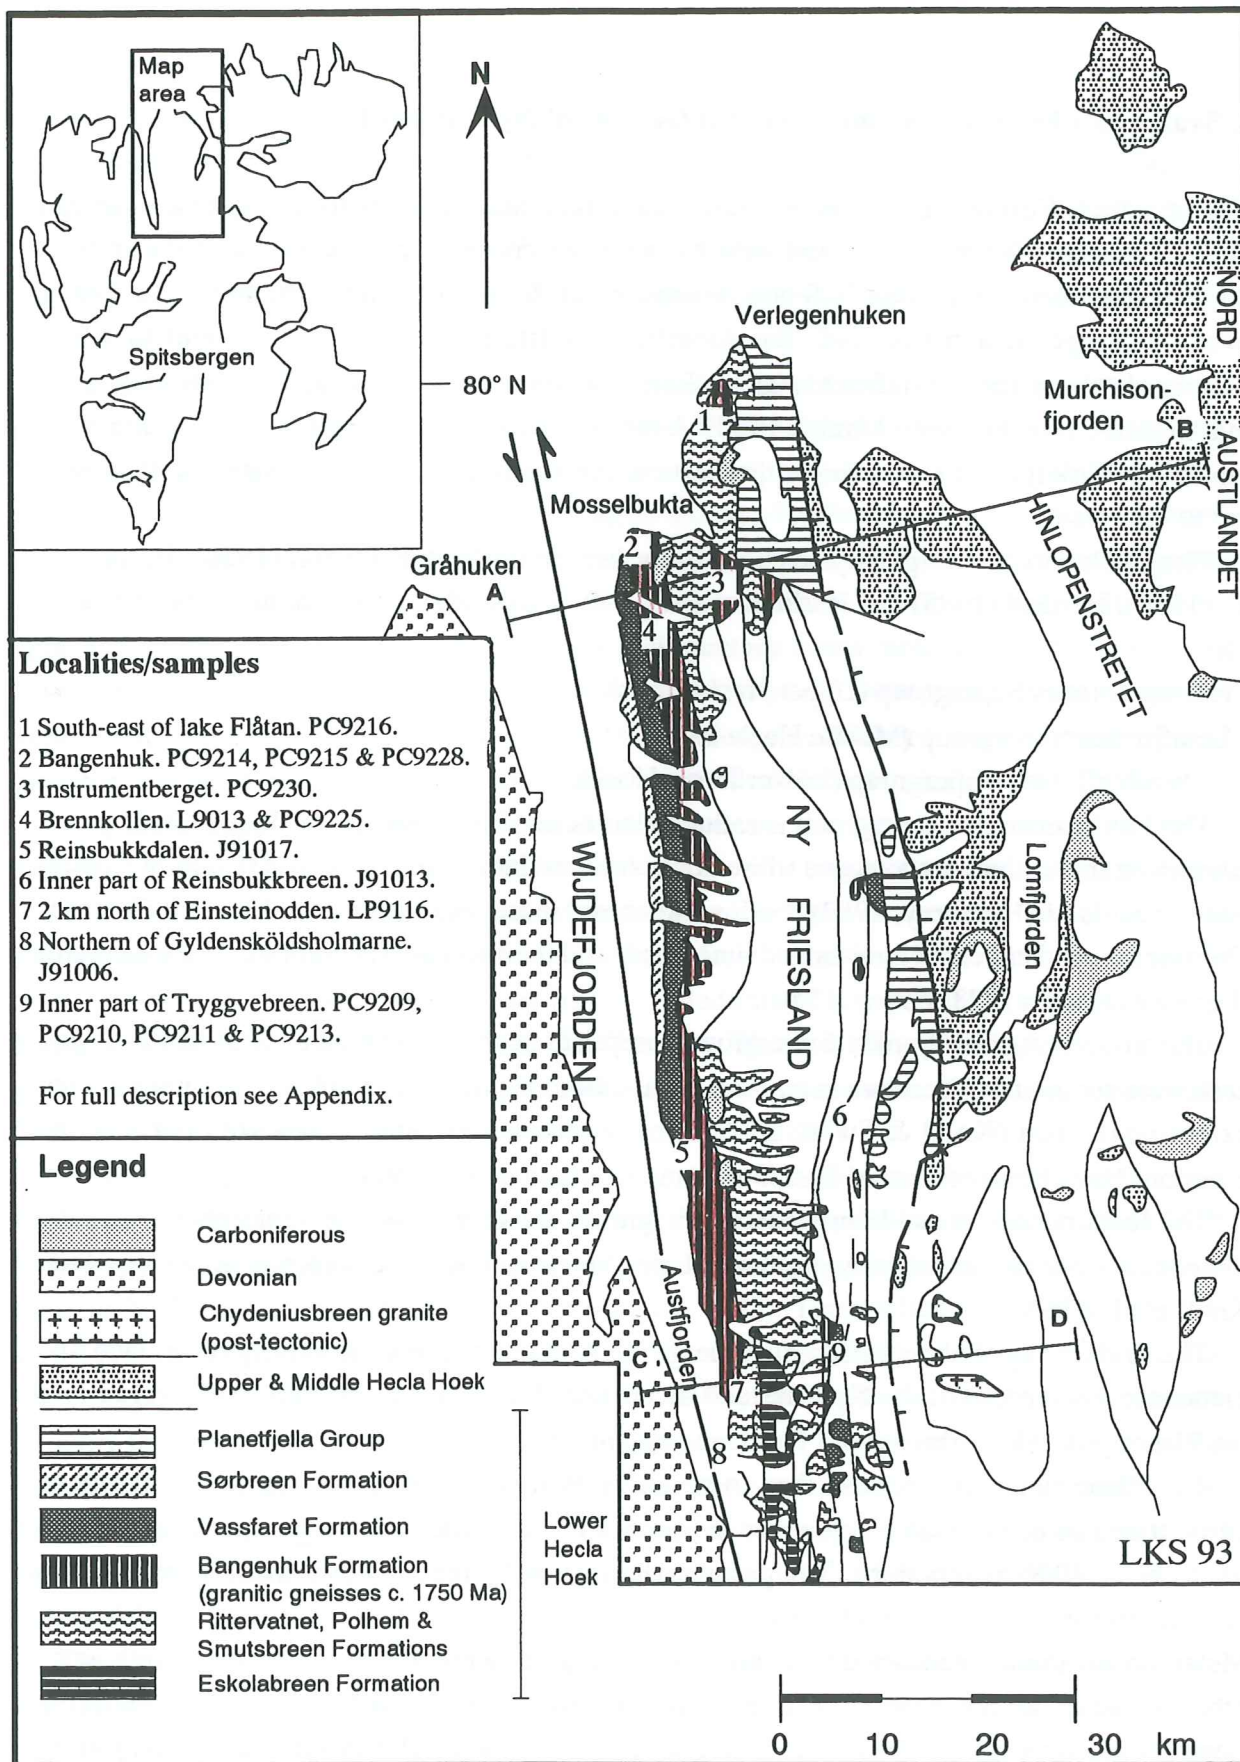 Map
area
N
Spitsbergen
80° N
Verlegenhuken
NORD
AUSTLANDET
Murchison-
fjorden
B
1
Mosselbukta
HINLOPENSTRETET
2
Gråhuken
A
3
4
Localities/samples
1 South-east of lake Flåtan. PC9216.
2 Bangenhuk. PC9214, PC9215 & PC9228.
3 Instrumentberget. PC9230.
4 Brennkollen. L9013 & PC9225.
5 Reinsbukkdalen. J91017.
6 Inner part of Reinsbukkbreen. J91013.
7 2 km north of Einsteinodden. LP9116.
8 Northern of Gyldensköldsholmarne.
J91006.
9 Inner part of Tryggvebreen. PC9209,
PC9210, PC9211 & PC9213.
For full description see Appendix.
WIJDEFJORDEN
NY FRIESLAND
Lomfjorden
6
5
Austfjorden
D
C
9
7
8
Legend
Carboniferous
Devonian
Chydeniusbreen granite
(post-tectonic)
Upper & Middle Hecla Hoek
Planetfjella Group
Sørbreen Formation
Vassfaret Formation
Bangenhuk Formation
(granitic gneisses c. 1750 Ma)
Rittervatnet, Polhem &
Smutsbreen Formations
Eskolabreen Formation
Lower
Hecla
Hoek
LKS 93
0 10 20 30 km